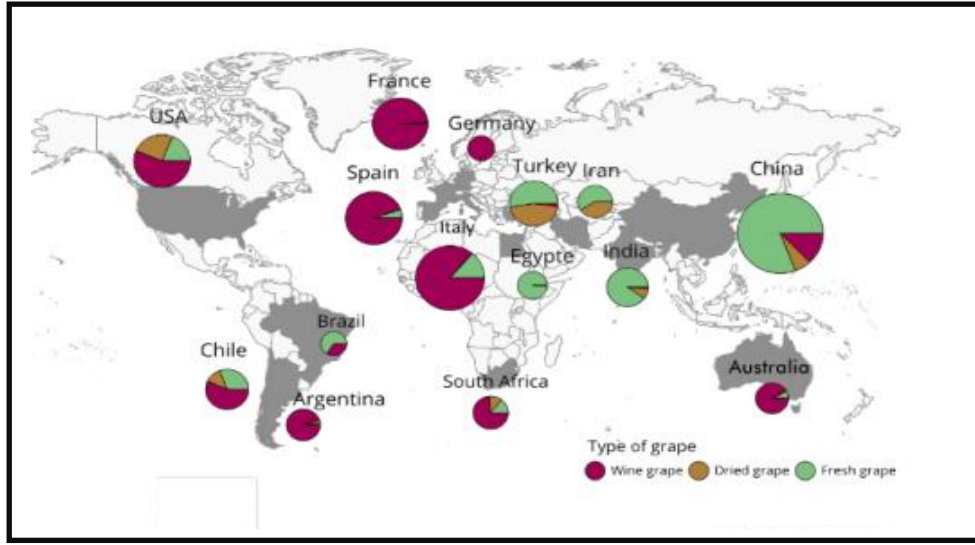 France
USA
Germany
Spain
Turkey
Iran
China
Italy
Egypte
India
Brazil
Chile
Australia
South Africa
Argentina
Type of grape
Wine grape Dried grape Fresh grape